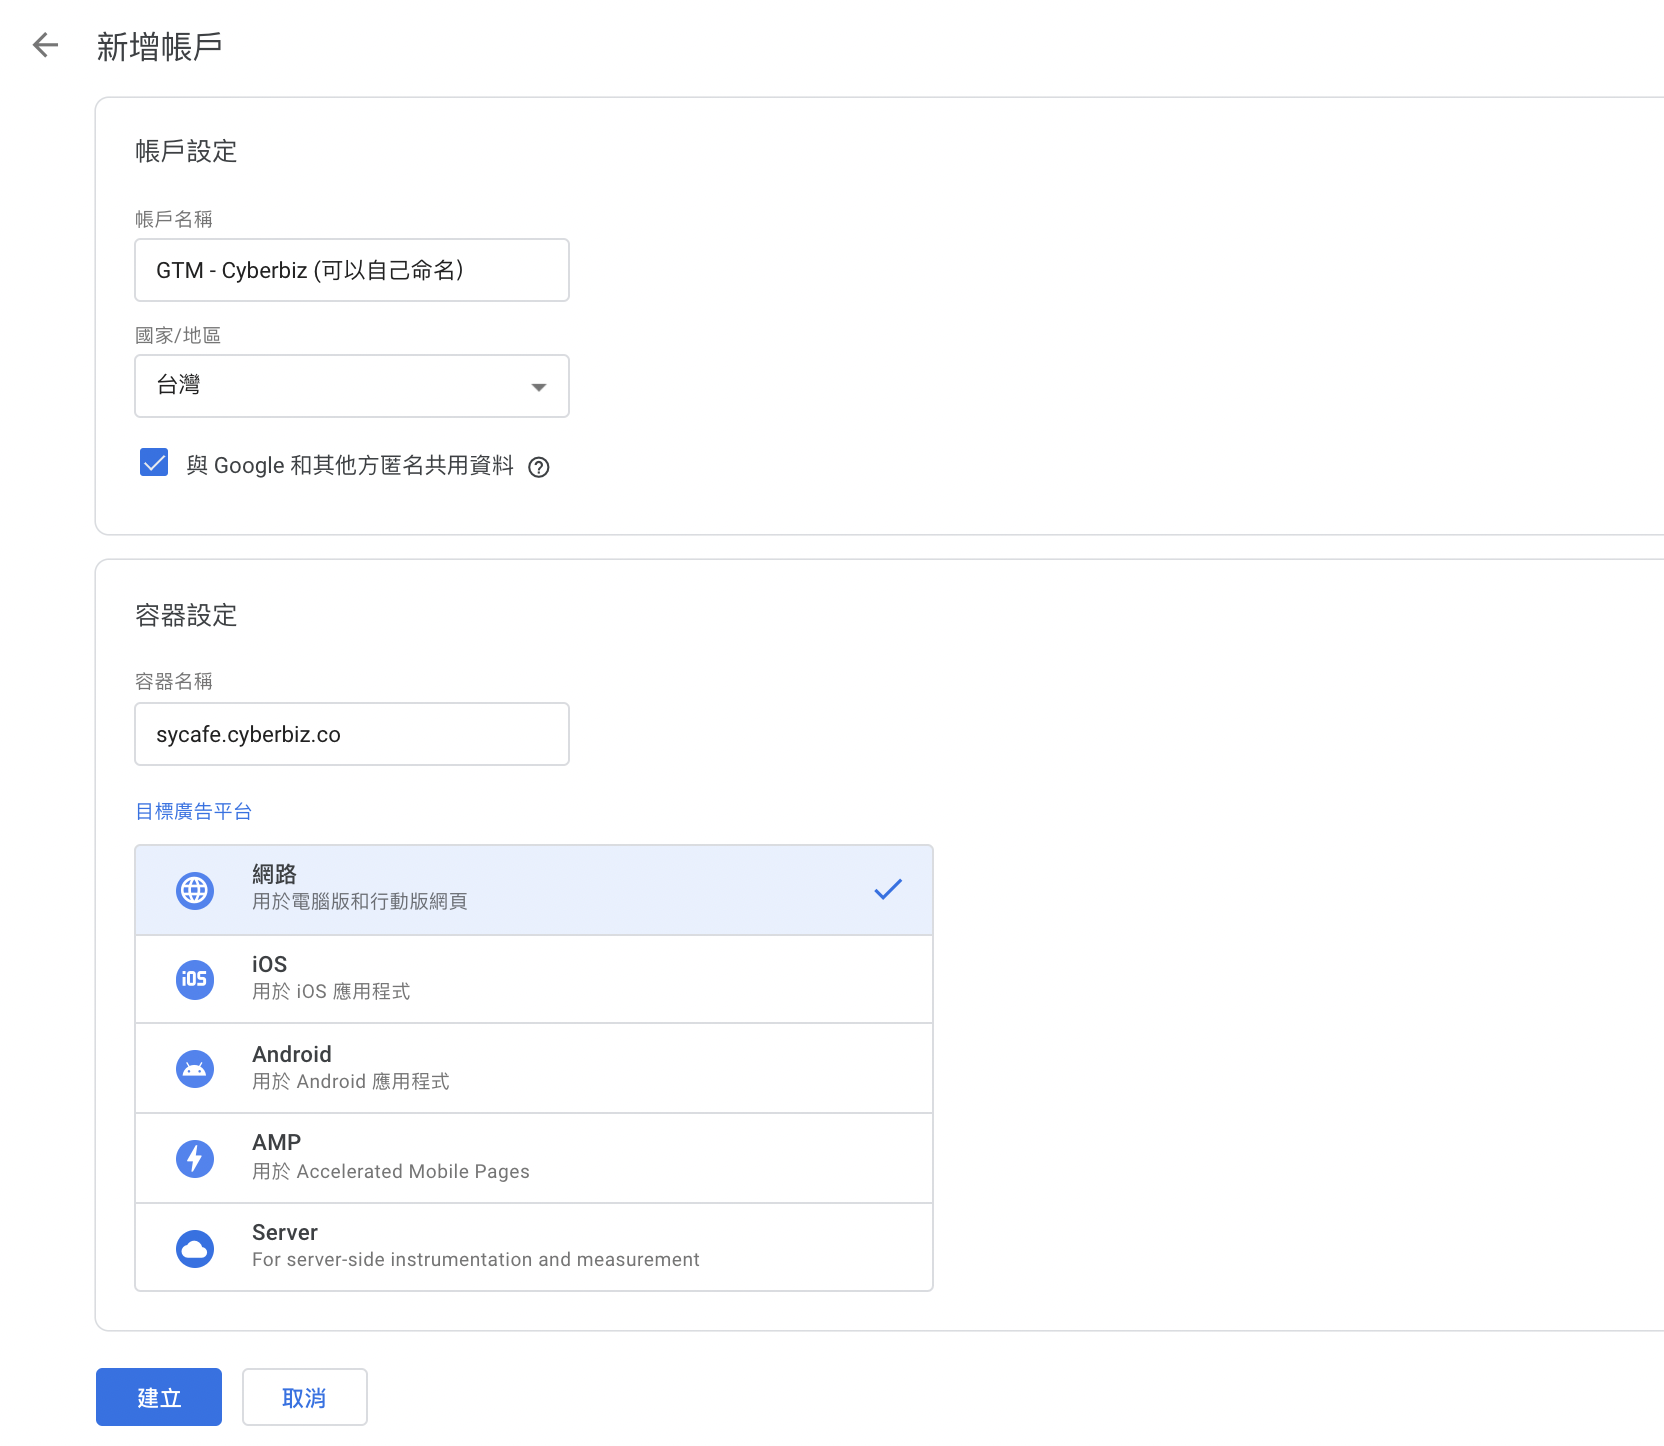 新增帳戶
帳戶設定
帳戶名稱
GTM - Cyberbiz (可以自己命名)
國家/地區
台灣
與 Google 和其他方匿名共用資料
容器設定
容器名稱
sycafe.cyberbiz.co
目標廣告平台
網路
用於電腦版和行動版網頁
iOS
iOS
用於 iOS 應用程式
Android
用於 Android 應用程式
AMP
用於 Accelerated Mobile Pages
Server
For server-side instrumentation and measurement
建立
取消